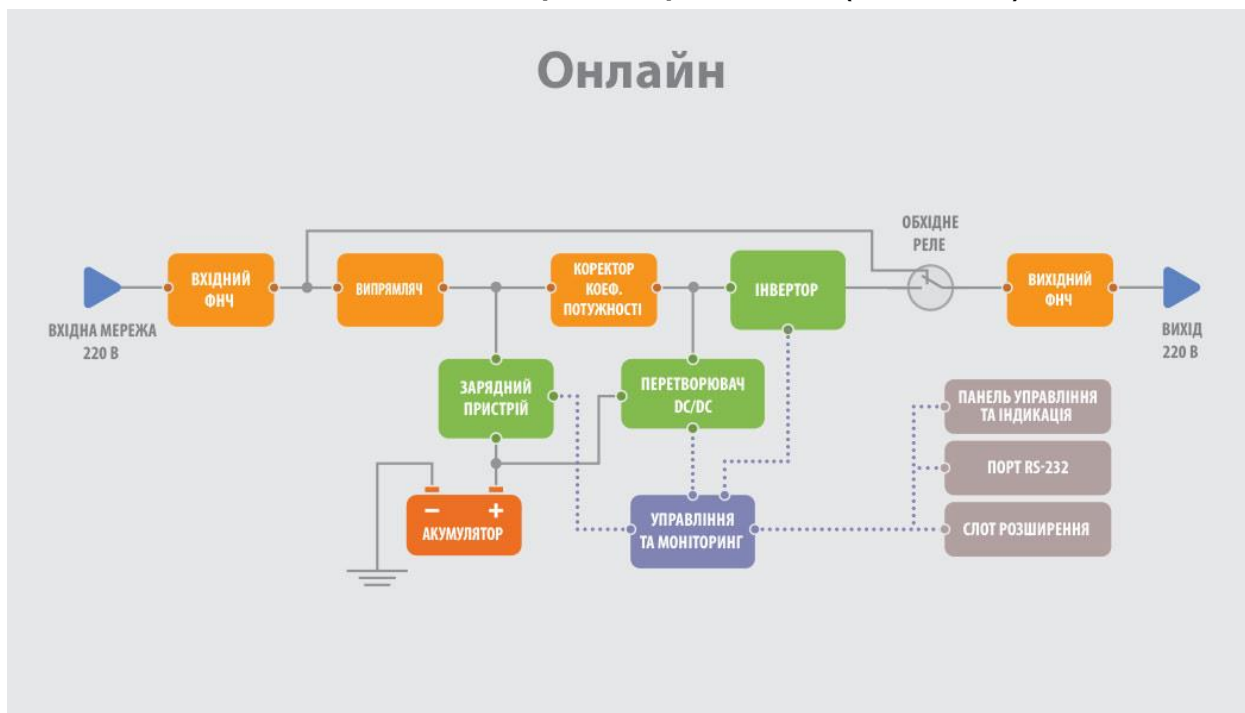 Онлайн
ОБХІДНЕ
РЕЛЕ
ВХІДНИЙ
ФНЧ
ВИПРЯМЛЯЧ
КОРЕКТОР
КОЕФ.
ПОТУЖНОСТІ
ІНВЕРТОР
ВИХІДНИЙ
ФНЧ
ВХІДНА МЕРЕЖА
220 В
ВИХІД
220 В
ЗАРЯДНИЙ
ПРИСТРІЙ
ПЕРЕТВОРЮВАЧ
DC/DC
ПАНЕЛЬ УПРАВЛІННЯ
ТА ІНДИКАЦІЯ
ПОРТ RS-232
− +
АКУМУЛЯТОР
УПРАВЛІННЯ
ТА МОНІТОРИНГ
СЛОТ РОЗШИРЕННЯ